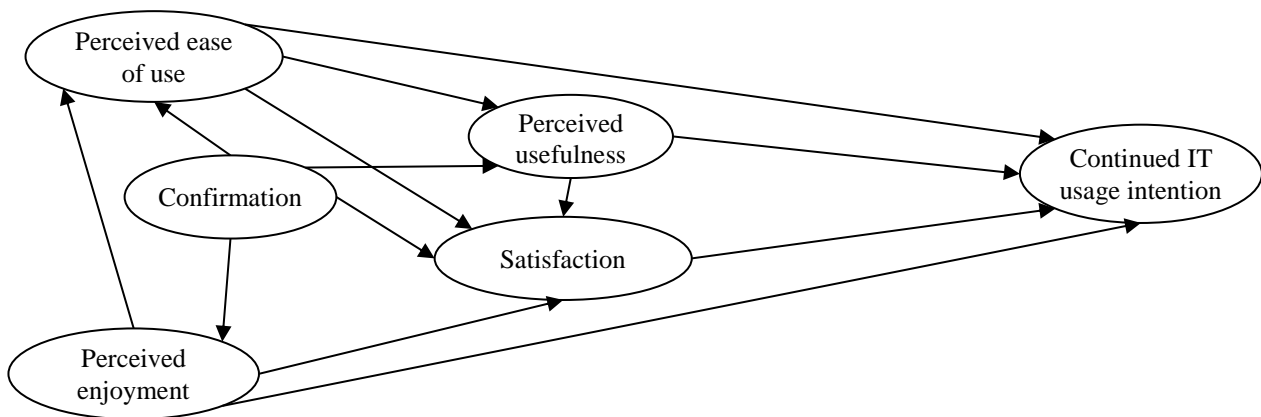 Perceived ease
of use
Perceived
usefulness
Continued IT
usage intention
Confirmation
Satisfaction
Perceived
enjoyment